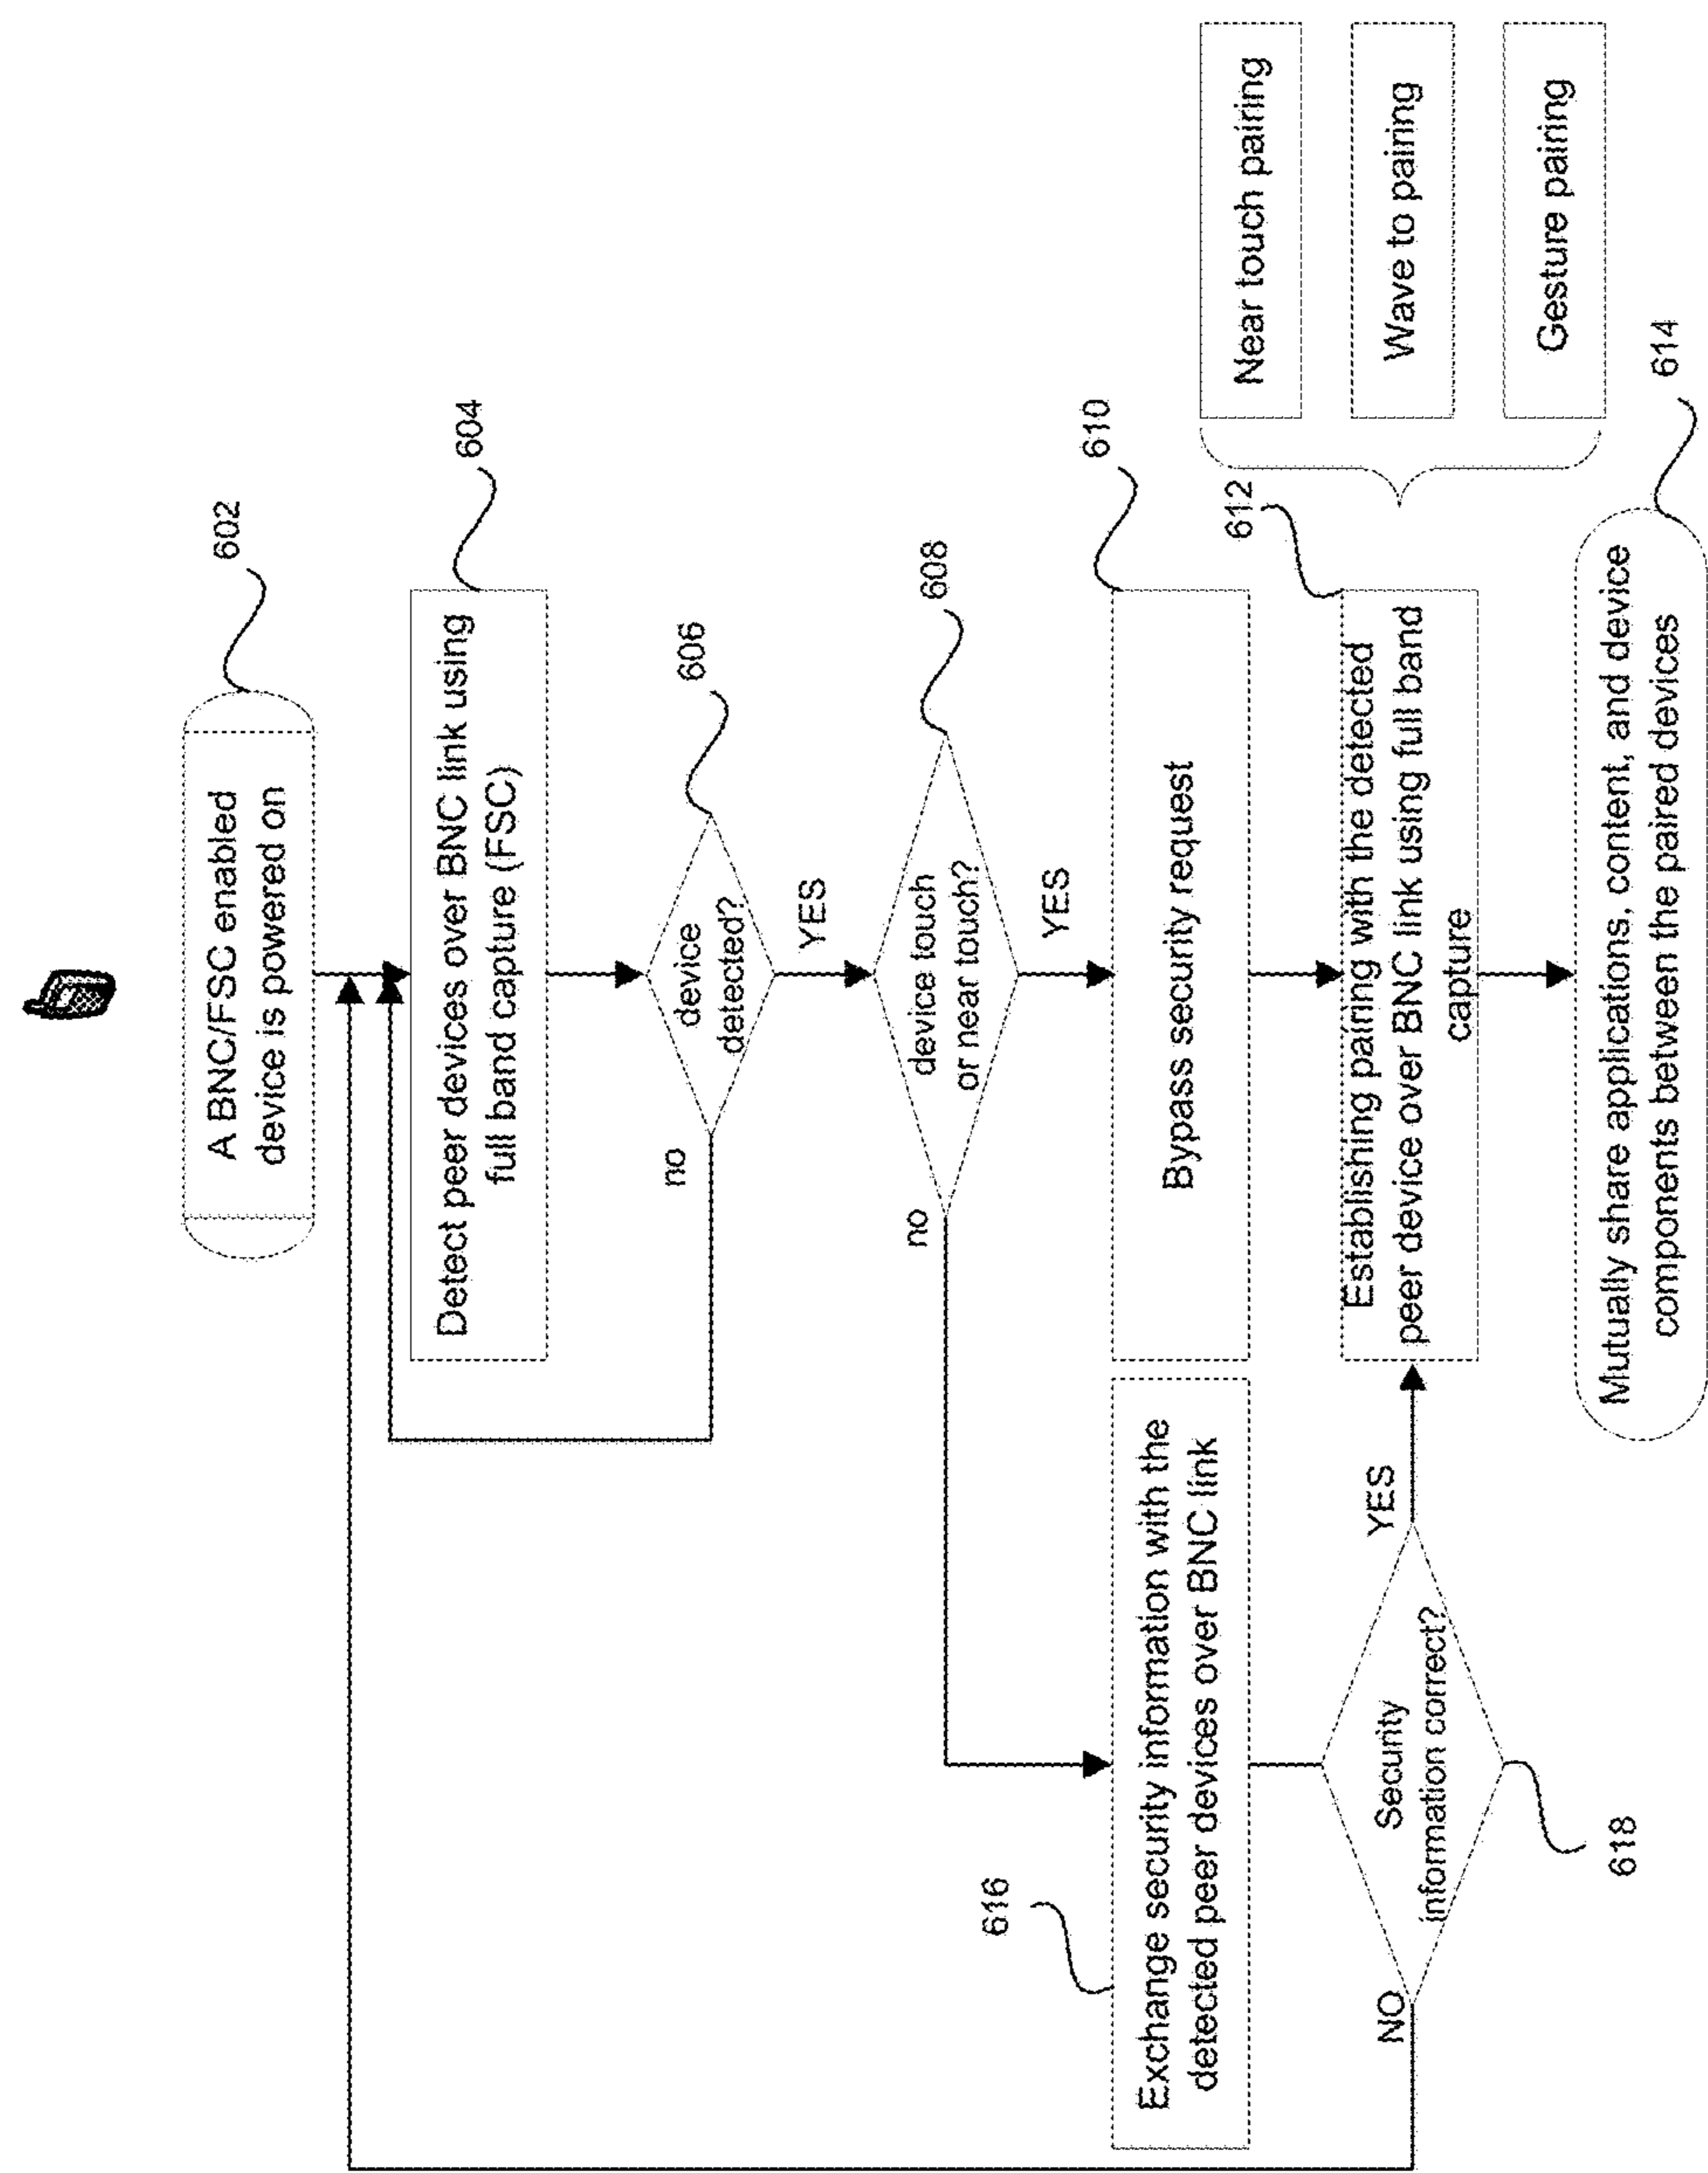 602
A BNC/FSC enabled
device is powered on
604
Detect peer devices over BNC link using
full band capture (FSC)
606
device
detected?
no
YES
608
device touch
or near touch?
no
YES
610
Bypass security request
616
Exchange security information with the
detected peer devices over BNC link
612
Establishing pairing with the detected
peer device over BNC link using full band
capture
Near touch pairing
Wave to pairing
Gesture pairing
Security
information correct?
YES
NO
618
614
Mutually share applications, content, and device
components between the paired devices